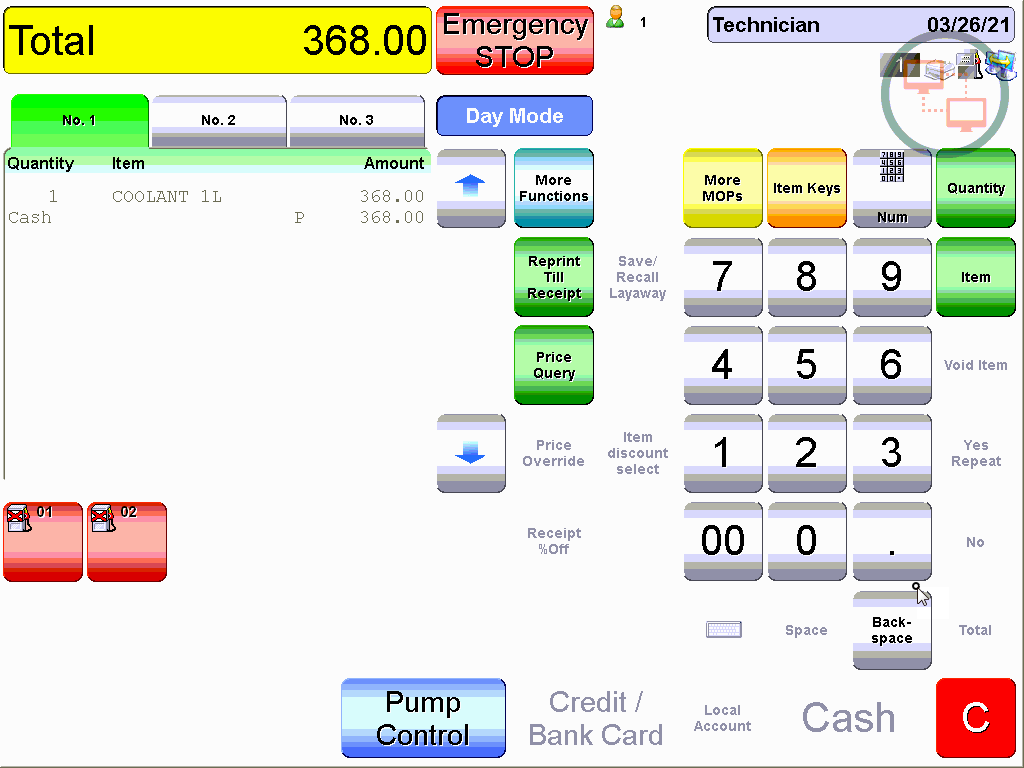 Total 368.00
Emergency
STOP
1
Technician 03/26/21
1
No. 1
No. 2
No. 3
Day Mode
Quantity Item Amount
1 COOLANT 1L 368.00
Cash P 368.00
More
Functions
More
MOPs
Item Keys
Num
Quantity
Reprint
Till
Receipt
Save/
Recall
Layaway
7 8 9
Item
Price
Query
4 5 6
Void Item
Price
Override
Item
discount
select
1 2 3
Yes
Repeat
01
02
Receipt
%Off
00 0 .
No
Space
Back-
space
Total
Pump
Control
Credit /
Bank Card
Local
Account
Cash
C